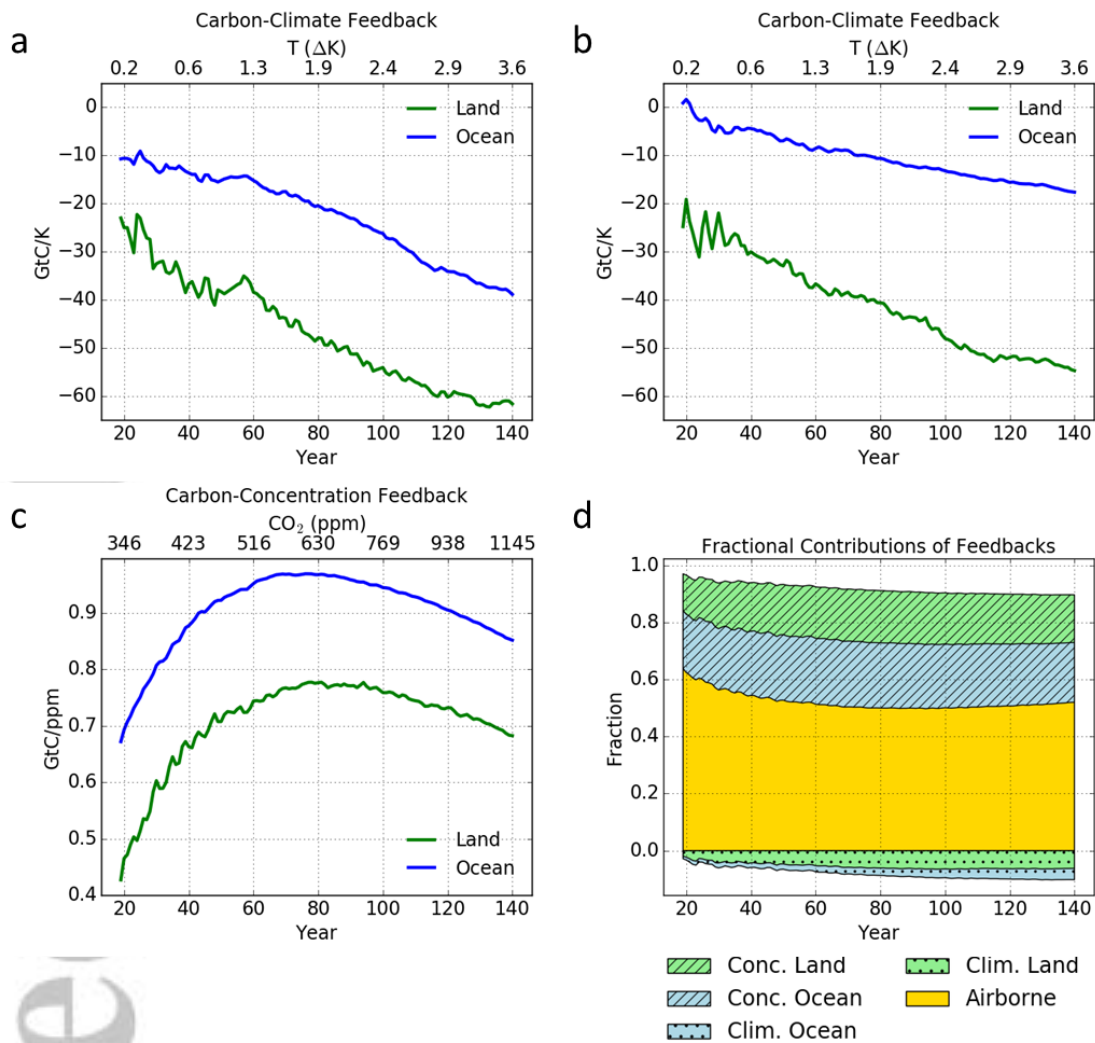 a
Carbon-Climate Feedback
T (ΔK)
0.2 0.6 1.3 1.9 2.4 2.9 3.6
0
−10
−20
−30
−40
−50
−60
GtC/K
Land
Ocean
20 40 60 80 100 120 140
Year
b
Carbon-Climate Feedback
T (ΔK)
0.2 0.6 1.3 1.9 2.4 2.9 3.6
0
−10
−20
−30
−40
−50
−60
GtC/K
Land
Ocean
20 40 60 80 100 120 140
Year
c
Carbon-Concentration Feedback
CO₂ (ppm)
346 423 516 630 769 938 1145
0.9
0.8
0.7
0.6
0.5
0.4
GtC/ppm
Land
Ocean
20 40 60 80 100 120 140
Year
d
Fractional Contributions of Feedbacks
1.0
0.8
0.6
0.4
0.2
0.0
Fraction
20 40 60 80 100 120 140
Year
Conc. Land
Conc. Ocean
Clim. Ocean
Clim. Land
Airborne